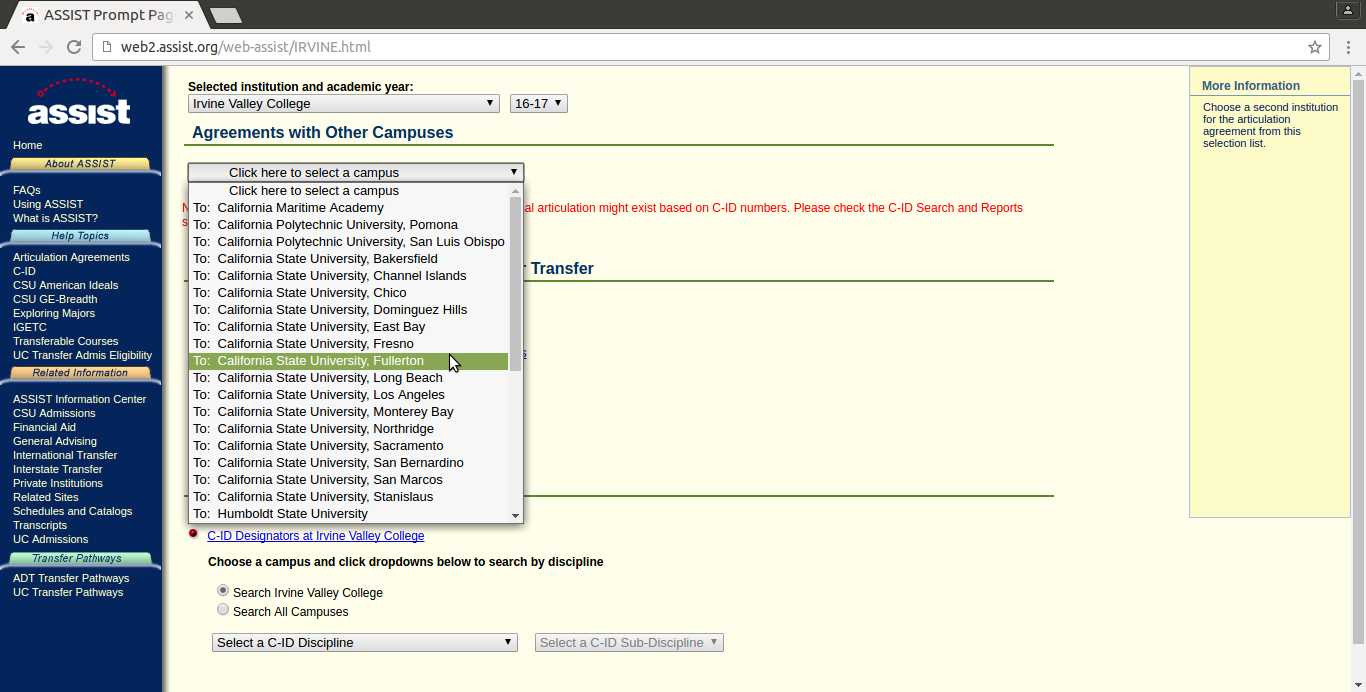 ASSIST Prompt Pag
web2.assist.org/web-assist/IRVINE.html
assist
Home
About ASSIST
FAQs
Using ASSIST
What is ASSIST?
Help Topics
Articulation Agreements
C-ID
CSU American Ideals
CSU GE-Breadth
Exploring Majors
IGETC
Transferable Courses
UC Transfer Admis Eligibility
Related Information
ASSIST Information Center
CSU Admissions
Financial Aid
General Advising
International Transfer
Interstate Transfer
Private Institutions
Related Sites
Schedules and Catalogs
Transcripts
UC Admissions
Transfer Pathways
ADT Transfer Pathways
UC Transfer Pathways
Selected institution and academic year:
Irvine Valley College 16-17
Agreements with Other Campuses
Click here to select a campus
Click here to select a campus
To: California Maritime Academy
To: California Polytechnic University, Pomona
To: California Polytechnic University, San Luis Obispo
To: California State University, Bakersfield
To: California State University, Channel Islands
To: California State University, Chico
To: California State University, Dominguez Hills
To: California State University, East Bay
To: California State University, Fresno
To: California State University, Fullerton
To: California State University, Long Beach
To: California State University, Los Angeles
To: California State University, Monterey Bay
To: California State University, Northridge
To: California State University, Sacramento
To: California State University, San Bernardino
To: California State University, San Marcos
To: California State University, Stanislaus
To: Humboldt State University
al articulation might exist based on C-ID numbers. Please check the C-ID Search and Reports
Transfer
C-ID Designators at Irvine Valley College
Choose a campus and click dropdowns below to search by discipline
Search Irvine Valley College
Search All Campuses
Select a C-ID Discipline Select a C-ID Sub-Discipline
More Information
Choose a second institution
for the articulation
agreement from this
selection list.